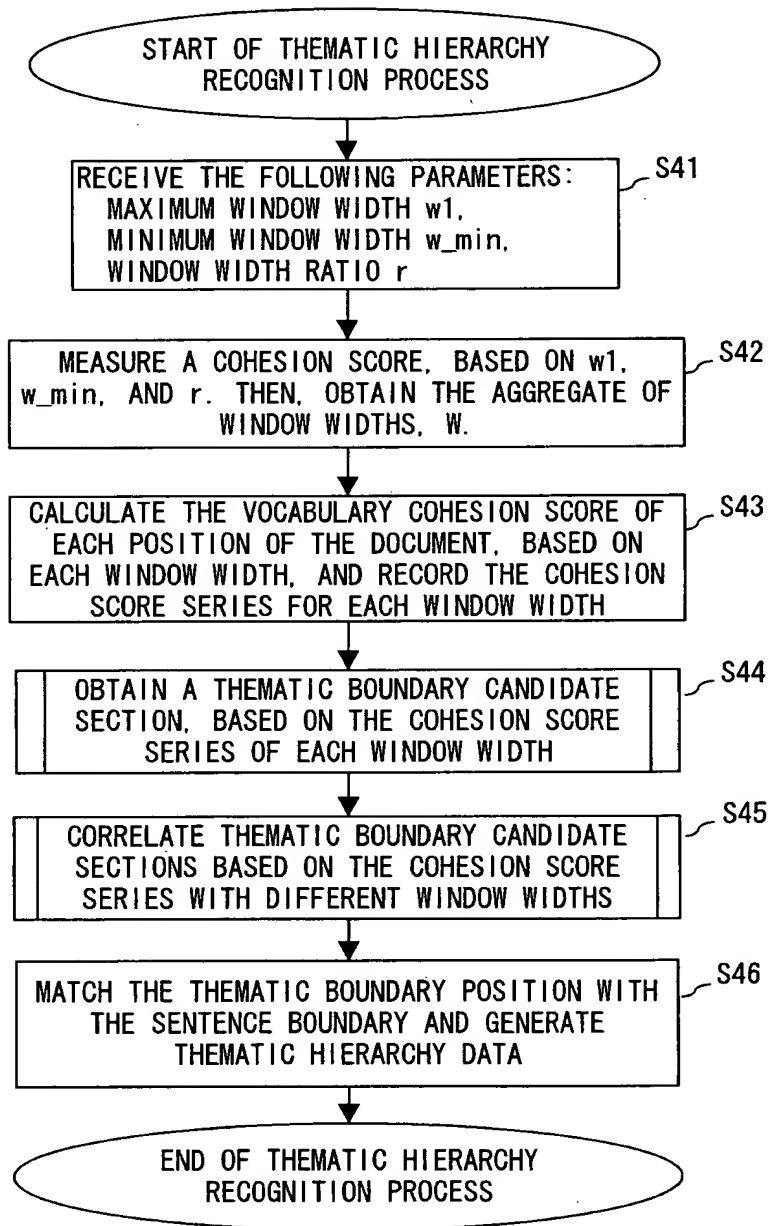 START OF THEMATIC HIERARCHY
RECOGNITION PROCESS
S41
RECEIVE THE FOLLOWING PARAMETERS:
MAXIMUM WINDOW WIDTH w1,
MINIMUM WINDOW WIDTH w_min,
WINDOW WIDTH RATIO r
S42
MEASURE A COHESION SCORE, BASED ON w1,
w_min, AND r. THEN, OBTAIN THE AGGREGATE OF
WINDOW WIDTHS, W.
S43
CALCULATE THE VOCABULARY COHESION SCORE OF
EACH POSITION OF THE DOCUMENT, BASED ON
EACH WINDOW WIDTH, AND RECORD THE COHESION
SCORE SERIES FOR EACH WINDOW WIDTH
S44
OBTAIN A THEMATIC BOUNDARY CANDIDATE
SECTION, BASED ON THE COHESION SCORE
SERIES OF EACH WINDOW WIDTH
S45
CORRELATE THEMATIC BOUNDARY CANDIDATE
SECTIONS BASED ON THE COHESION SCORE
SERIES WITH DIFFERENT WINDOW WIDTHS
S46
MATCH THE THEMATIC BOUNDARY POSITION WITH
THE SENTENCE BOUNDARY AND GENERATE
THEMATIC HIERARCHY DATA
END OF THEMATIC HIERARCHY
RECOGNITION PROCESS